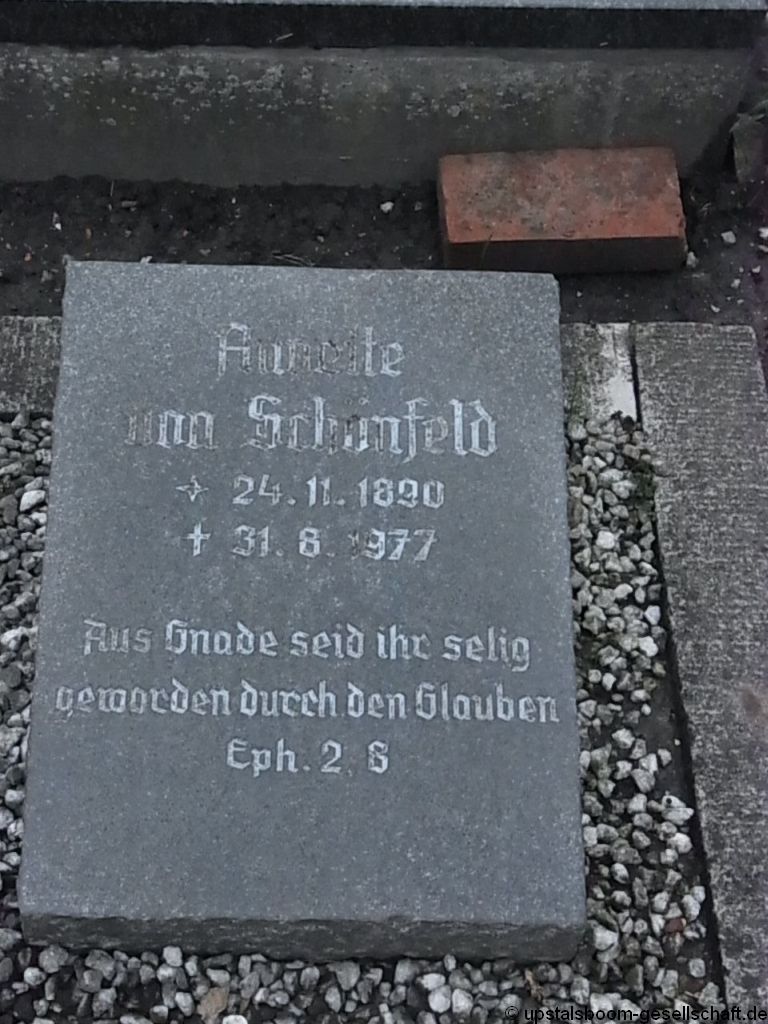 Annette
von Schönfeld
* 24.11.1890
† 31.8.1977
Aus Gnade seid ihr selig
geworden durch den Glauben
Eph. 2, 8
© upstalsboom-gesellschaft.de